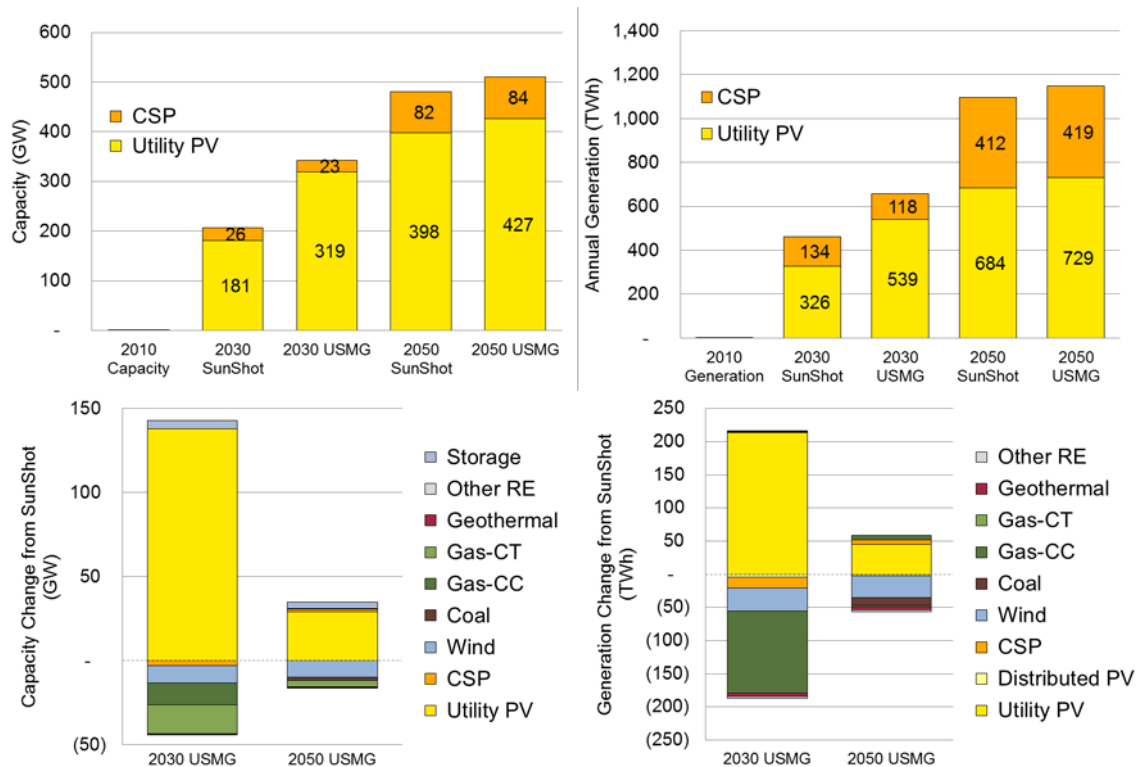 600
500
400
300
200
100
-
Capacity (GW)
CSP
Utility PV
26
181
23
319
82
398
84
427
2010
Capacity
2030
SunShot
2030 USMG
2050
SunShot
2050 USMG
1,400
1,200
1,000
800
600
400
200
-
Annual Generation (TWh)
CSP
Utility PV
134
326
118
539
412
684
419
729
2010
Generation
2030
SunShot
2030
USMG
2050
SunShot
2050
USMG
150
100
50
-
(50)
Capacity Change from SunShot
(GW)
2030 USMG
2050 USMG
Storage
Other RE
Geothermal
Gas-CT
Gas-CC
Coal
Wind
CSP
Utility PV
250
200
150
100
50
-
(50)
(100)
(150)
(200)
(250)
Generation Change from SunShot
(TWh)
2030 USMG
2050 USMG
Other RE
Geothermal
Gas-CT
Gas-CC
Coal
Wind
CSP
Distributed PV
Utility PV